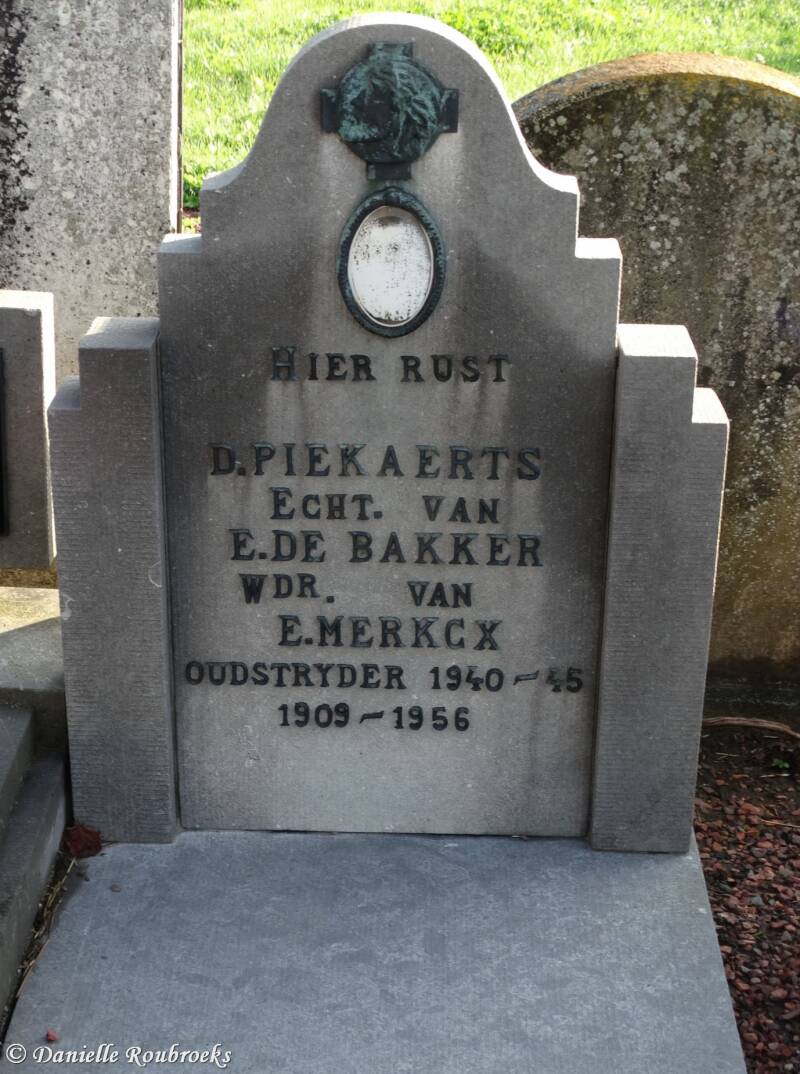 HIER RUST
D. PIEKAERTS
ECHT. VAN
E. DE BAKKER
WDR. VAN
E. MERKCX
OUDSTRYDER 1940-45
1909-1956
© Danielle Roubroeks